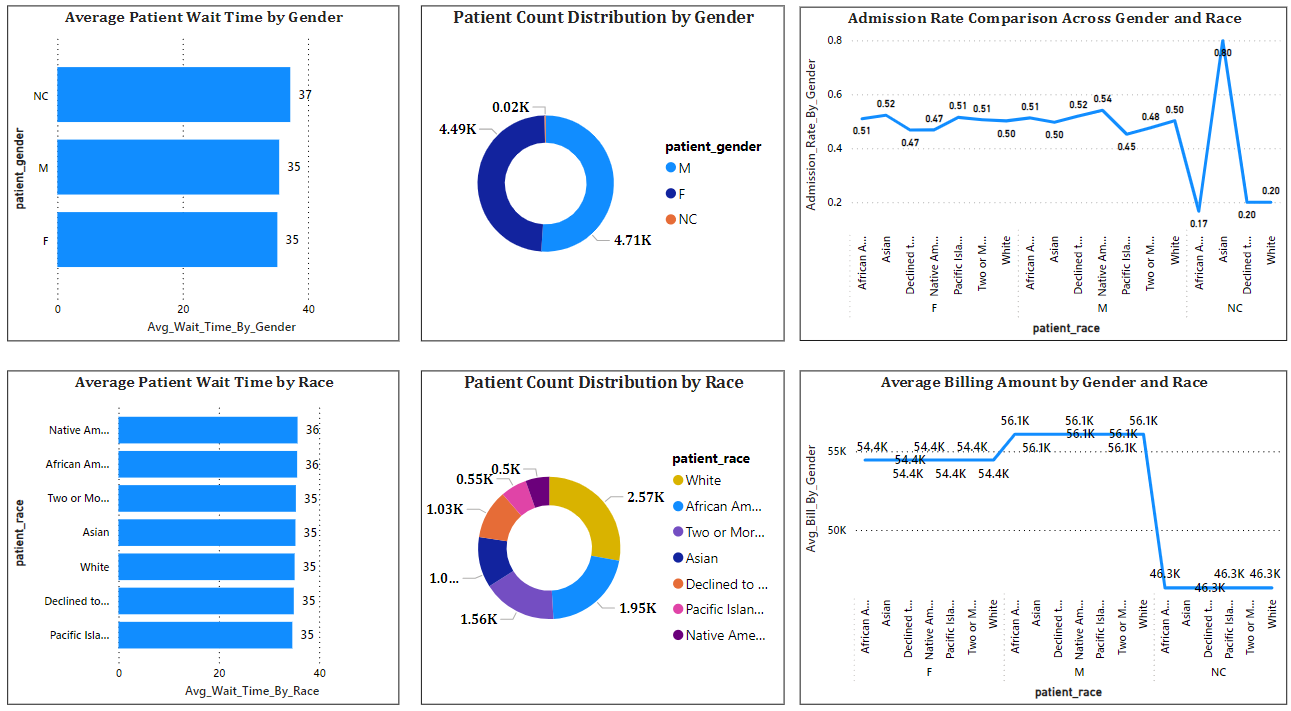 Average Patient Wait Time by Gender
patient_gender
NC
37
M
35
F
35
0
20
40
Avg_Wait_Time_By_Gender
Patient Count Distribution by Gender
0.02K
4.49K
4.71K
patient_gender
M
F
NC
Admission Rate Comparison Across Gender and Race
Admission_Rate_By_Gender
0.8
0.6
0.4
0.2
0.51
0.52
0.47
0.47
0.51
0.51
0.50
0.51
0.50
0.52
0.54
0.45
0.48
0.50
0.17
0.80
0.20
0.20
African A...
Asian
Declined t...
Native Am...
Pacific Isla...
Two or M...
White
African A...
Asian
Declined t...
Native Am...
Pacific Isla...
Two or M...
White
African A...
Asian
Declined t...
White
F
M
NC
patient_race
Average Patient Wait Time by Race
patient_race
Native Am...
36
African Am...
36
Two or Mo...
35
Asian
35
White
35
Declined to...
35
Pacific Isla...
35
0
20
40
Avg_Wait_Time_By_Race
Patient Count Distribution by Race
0.5K
0.55K
1.03K
1.0...
1.56K
1.95K
2.57K
patient_race
White
African Am...
Two or Mor...
Asian
Declined to ...
Pacific Islan...
Native Ame...
Average Billing Amount by Gender and Race
Avg_Bill_By_Gender
55K
50K
54.4K
54.4K
54.4K
54.4K
54.4K
54.4K
54.4K
56.1K
56.1K
56.1K
56.1K
56.1K
56.1K
56.1K
46.3K
46.3K
46.3K
46.3K
African A...
Asian
Declined t...
Native Am...
Pacific Isla...
Two or M...
White
African A...
Asian
Declined t...
Native Am...
Pacific Isla...
Two or M...
White
African A...
Asian
Declined t...
Pacific Isla...
Two or M...
White
F
M
NC
patient_race